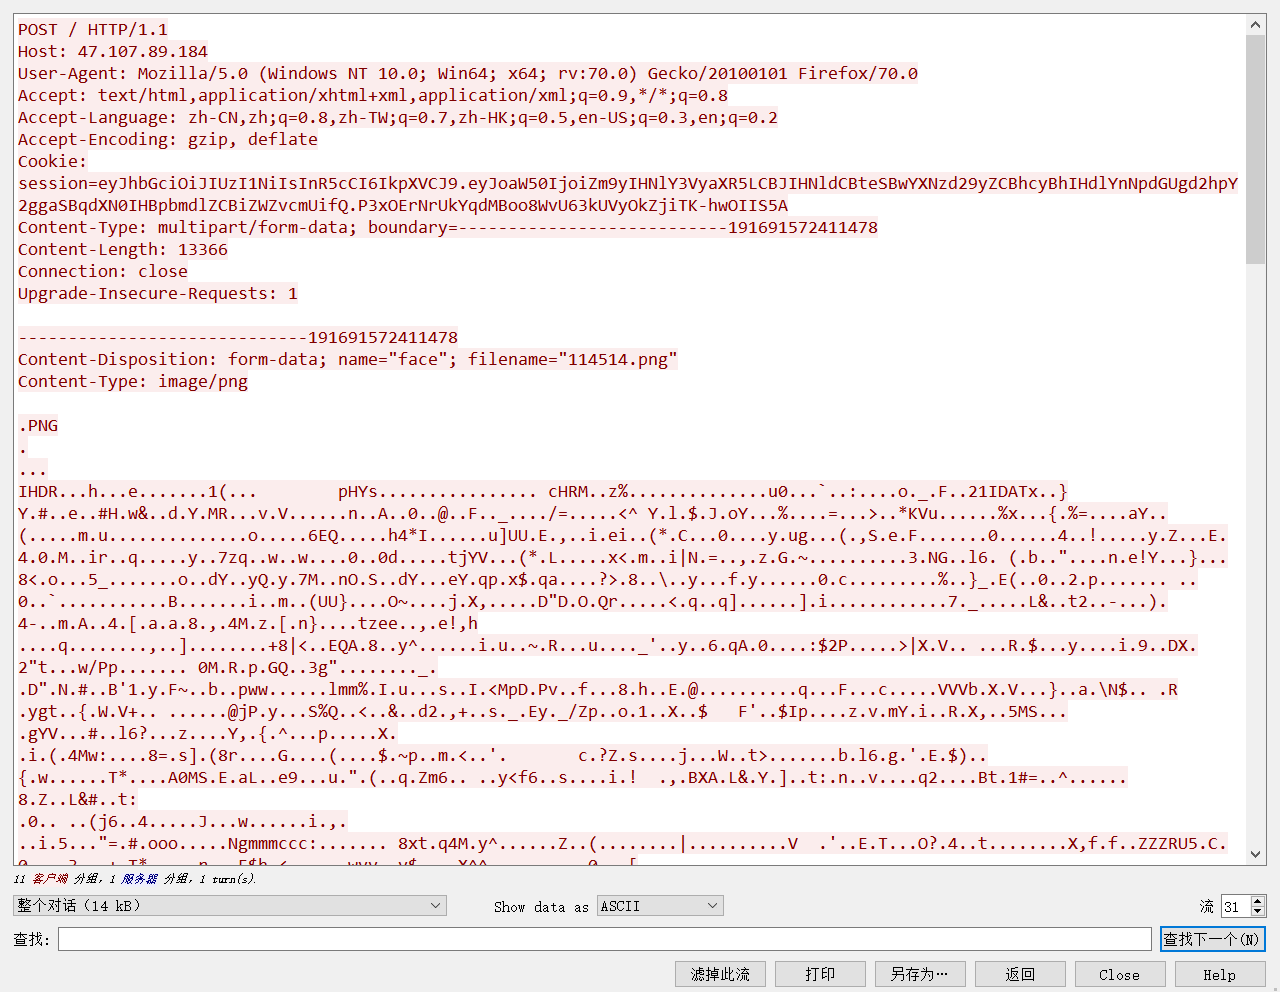 POST / HTTP/1.1
Host: 47.107.89.184
User-Agent: Mozilla/5.0 (Windows NT 10.0; Win64; x64; rv:70.0) Gecko/20100101 Firefox/70.0
Accept: text/html,application/xhtml+xml,application/xml;q=0.9,*/*;q=0.8
Accept-Language: zh-CN,zh;q=0.8,zh-TW;q=0.7,zh-HK;q=0.5,en-US;q=0.3,en;q=0.2
Accept-Encoding: gzip, deflate
Cookie:
session=eyJhbGciOiJIUzI1NiIsInR5cCI6IkpXVCJ9.eyJoaW50IjoiZm9yIHNlY3VyaXR5LCBJIHNldCBteSBwYXNzd29yZCBhcyBhIHdlYnNpdGUgd2hpY
2ggaSBqdXN0IHBpbmdlZCBiZWZvcmUifQ.P3xOErNrUkYqdMBoo8WvU63kUVyOkZjiTK-hwOIIS5A
Content-Type: multipart/form-data; boundary=---------------------------191691572411478
Content-Length: 13366
Connection: close
Upgrade-Insecure-Requests: 1
-----------------------------191691572411478
Content-Disposition: form-data; name="face"; filename="114514.png"
Content-Type: image/png
.PNG
.
...
IHDR...h...e.......1(... pHYs................ cHRM..z%..............u0...`..:....o._.F..21IDATx..}
Y.#..e..#H.w&..d.Y.MR...v.V......n..A..0..@..F.._..../=.....<^ Y.l.$.J.oY...%....=...>..*KVu......%x...{.%=....aY..
(.....m.u..............o.....6EQ.....h4*I......u]UU.E.,..i.ei..(*.C...0....y.ug...(.,S.e.F.......0......4..!.....y.Z...E.
4.0.M..ir..q.....y..7zq..w..w....0..0d.....tjYV...(*.L.....x<.m..i|N.=..,.z.G.~..........3.NG..l6. (.b.."....n.e!Y...}...
8<.o...5_.......o..dY..yQ.y.7M..nO.S..dY...eY.qp.x$.qa....?>.8..\..y...f.y......0.c.........%..}_.E(..0..2.p....... ..
0..`...........B.......i..m..(UU}....O~....j.X,.....D"D.O.Qr.....<.q..q]......].i............7._.....L&..t2..-...).
4-..m.A..4.[.a.a.8.,.4M.z.[.n}....tzee..,.e!,h
....q........,..]........+8|<..EQA.8..y^......i.u..~.R...u...._'..y..6.qA.0....:$2P.....>|X.V.. ...R.$...y....i.9..DX.
2"t...w/Pp....... 0M.R.p.GQ..3g"........_.
.D".N.#..B'1.y.F~..b..pww......lmm%.I.u...s..I.<MpD.Pv..f...8.h..E.@..........q...F...c.....VVVb.X.V...}..a.\N$.. .R
.ygt..{.W.V+.. ......@jP.y...S%Q..<..&..d2.,+..s._.Ey._/Zp..o.1..X..$ F'..$Ip....z.v.mY.i..R.X,..5MS...
.gYV...#..l6?...z....Y,.{.^...p.....X.
.i.(.4Mw:....8=.s].(8r....G....(....$.~p..m.<..'. c.?Z.s....j...W..t>.......b.l6.g.'.E.$)..
{.w......T*....A0MS.E.aL..e9...u.".(..q.Zm6.. ..y<f6..s....i.! .,.BXA.L&.Y.]..t:.n..v....q2....Bt.1#=..^......
8.Z..L&#..t:
.0.. ..(j6..4.....J...w......i.,.
..i.5..."=.#.ooo.....Ngmmmccc:....... 8xt.q4M.y^......Z..(........|..........V .'..E.T...O?.4..t........X,f.f..ZZZRU5.C.
11 客户端 分组，1 服务器 分组，1 turn(s).
整个对话（14 kB）
Show data as ASCII
流 31
查找:
查找下一个(N)
滤掉此流
打印
另存为…
返回
Close
Help